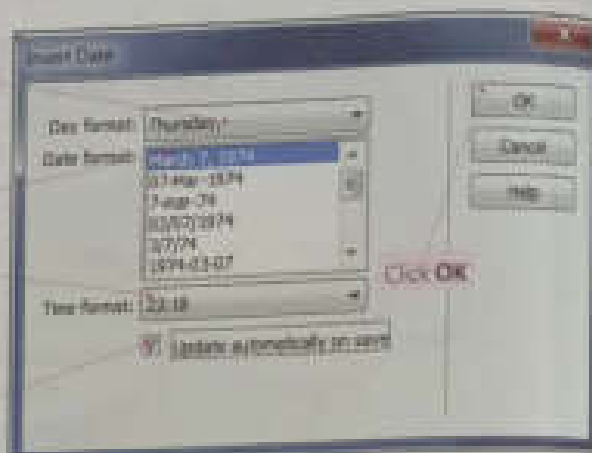 Insert Date
Day format: Thursday,
Date format: March 7, 1974
07-Mar-1974
7-mar-74
03/07/1974
3/7/74
1974-03-07
Time format: 22:18
Update automatically on save
OK
Cancel
Help
Click OK